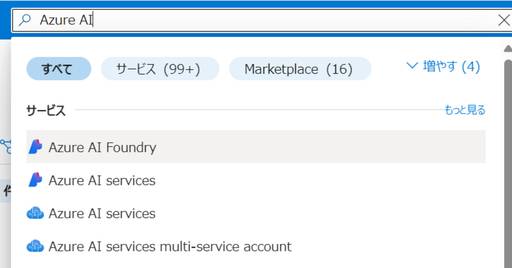 Azure AI
すべて サービス (99+) Marketplace (16) 増やす (4)
サービス もっと見る
Azure AI Foundry
Azure AI services
Azure AI services
Azure AI services multi-service account
件